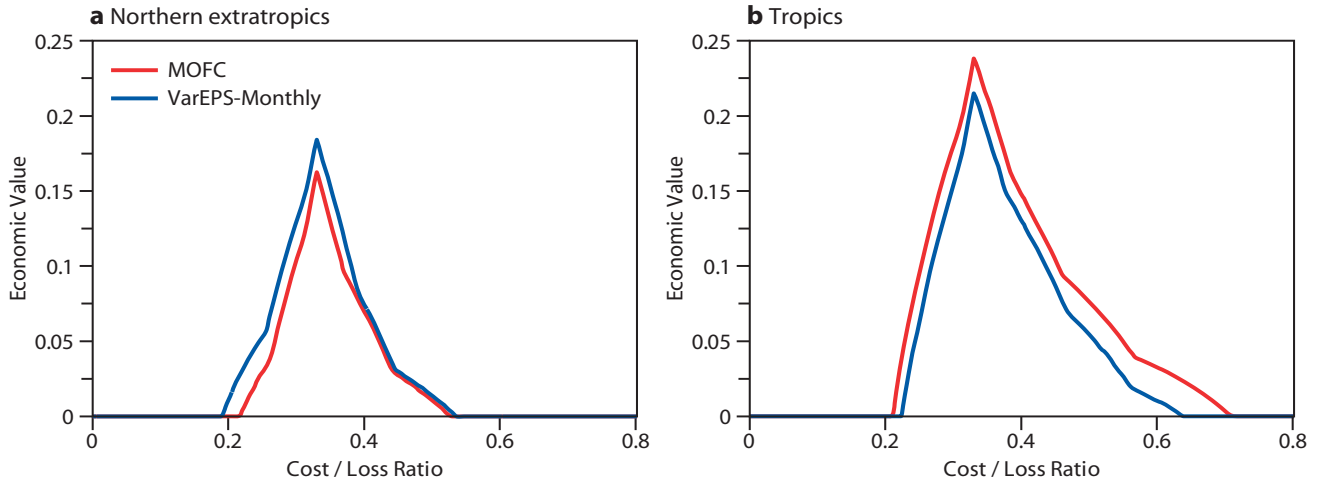 a Northern extratropics
0.25
0.2
0.15
0.1
0.05
0
Economic Value
MOFC
VarEPS-Monthly
0 0.2 0.4 0.6 0.8
Cost / Loss Ratio
b Tropics
0.25
0.2
0.15
0.1
0.05
0
Economic Value
0 0.2 0.4 0.6 0.8
Cost / Loss Ratio